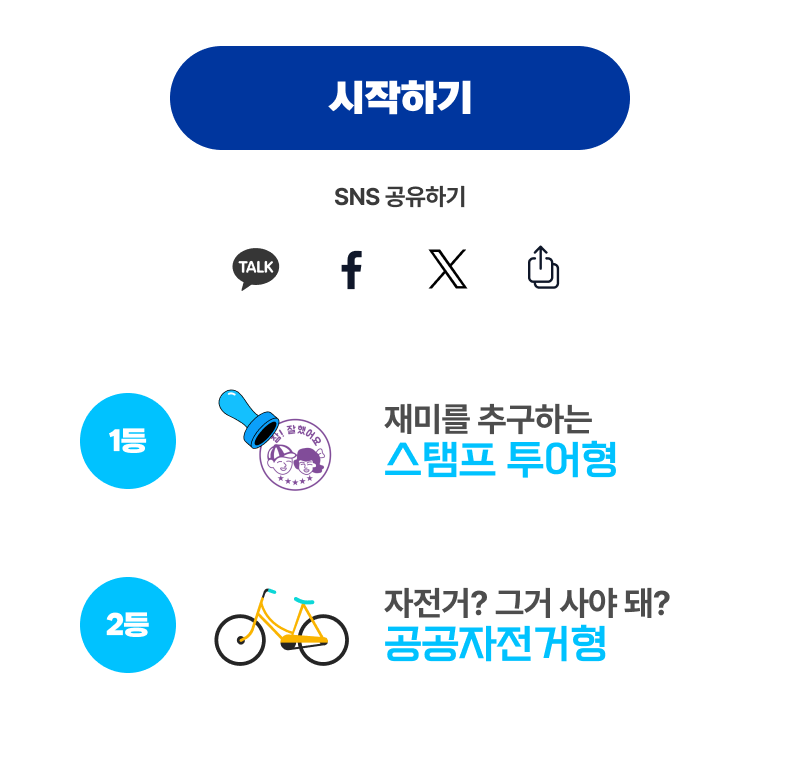 시작하기
SNS 공유하기
TALK
1등
잘했어요
재미를 추구하는
스탬프 투어형
2등
자전거? 그거 사야 돼?
공공자전거형